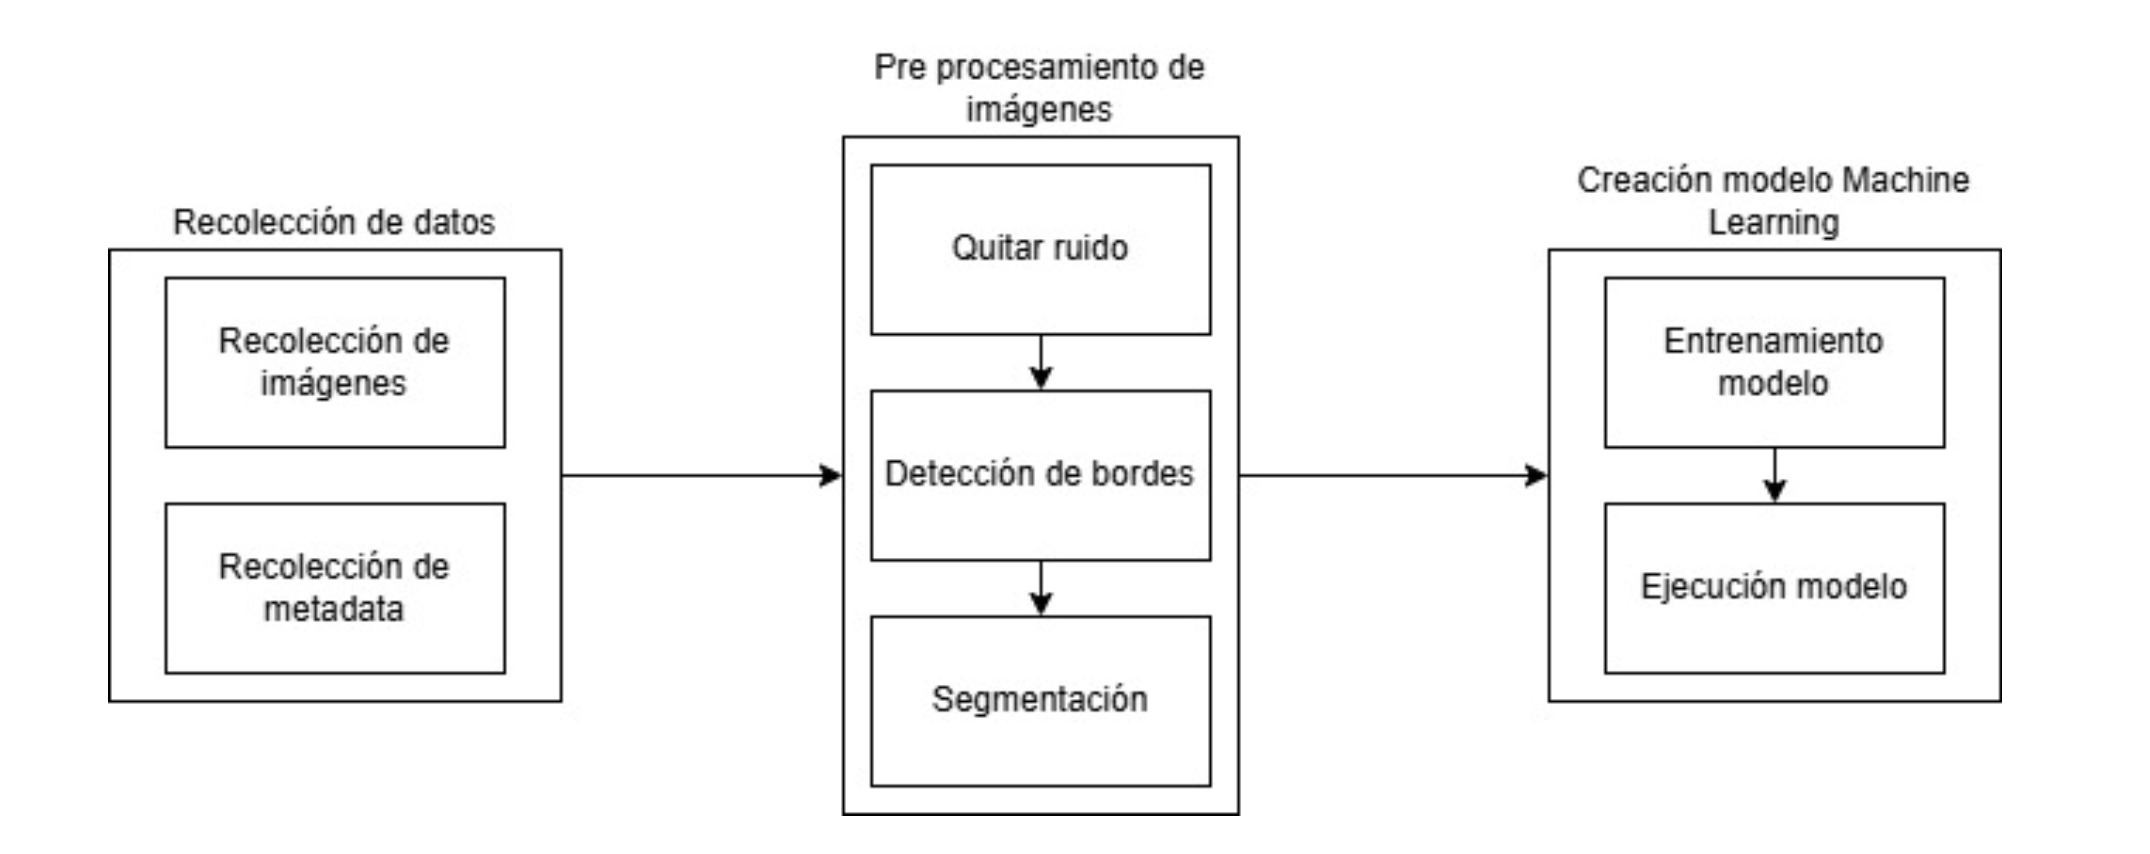 Recolección de datos
Recolección de
imágenes
Recolección de
metadata
Pre procesamiento de
imágenes
Quitar ruido
Detección de bordes
Segmentación
Creación modelo Machine
Learning
Entrenamiento
modelo
Ejecución modelo